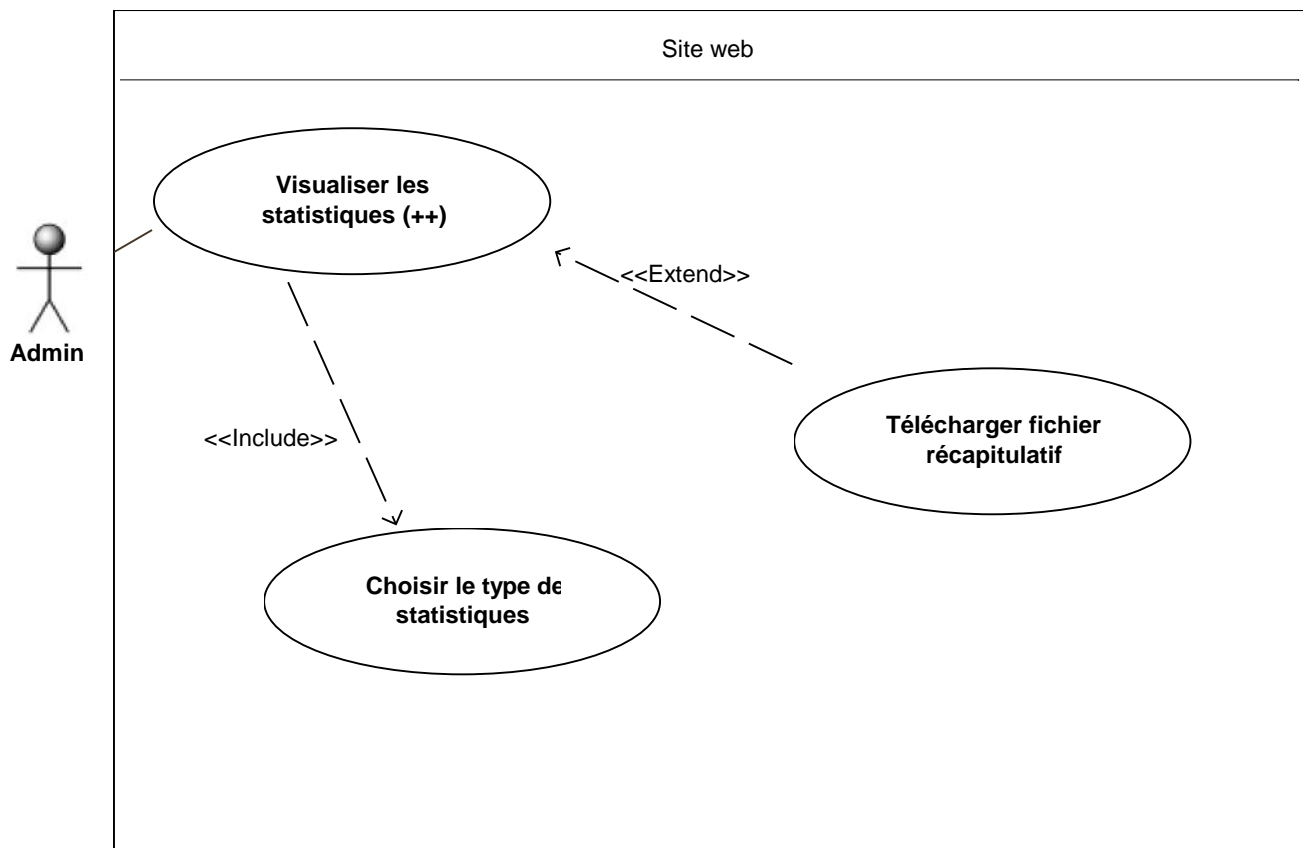 Site web
Visualiser les
statistiques (++)
<<Extend>>
Admin
Télécharger fichier
récapitulatif
<<Include>>
Choisir le type de
statistiques